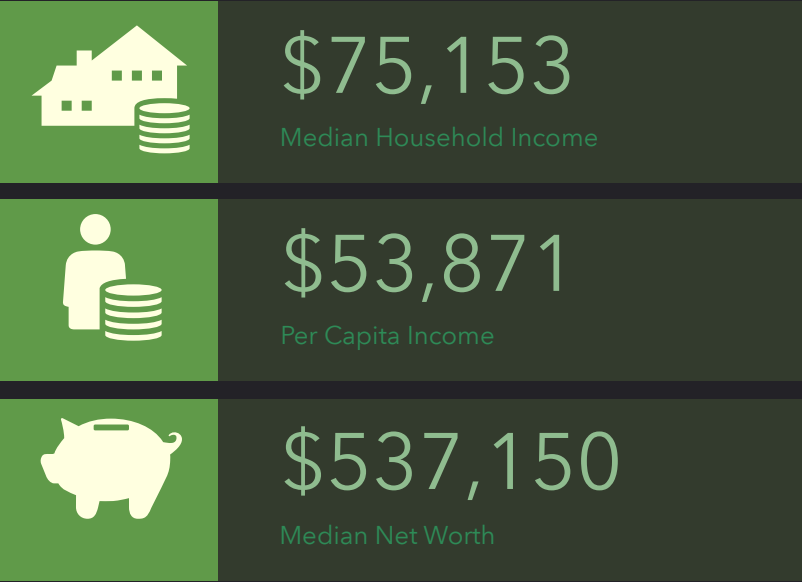 $75,153
Median Household Income
$53,871
Per Capita Income
$537,150
Median Net Worth